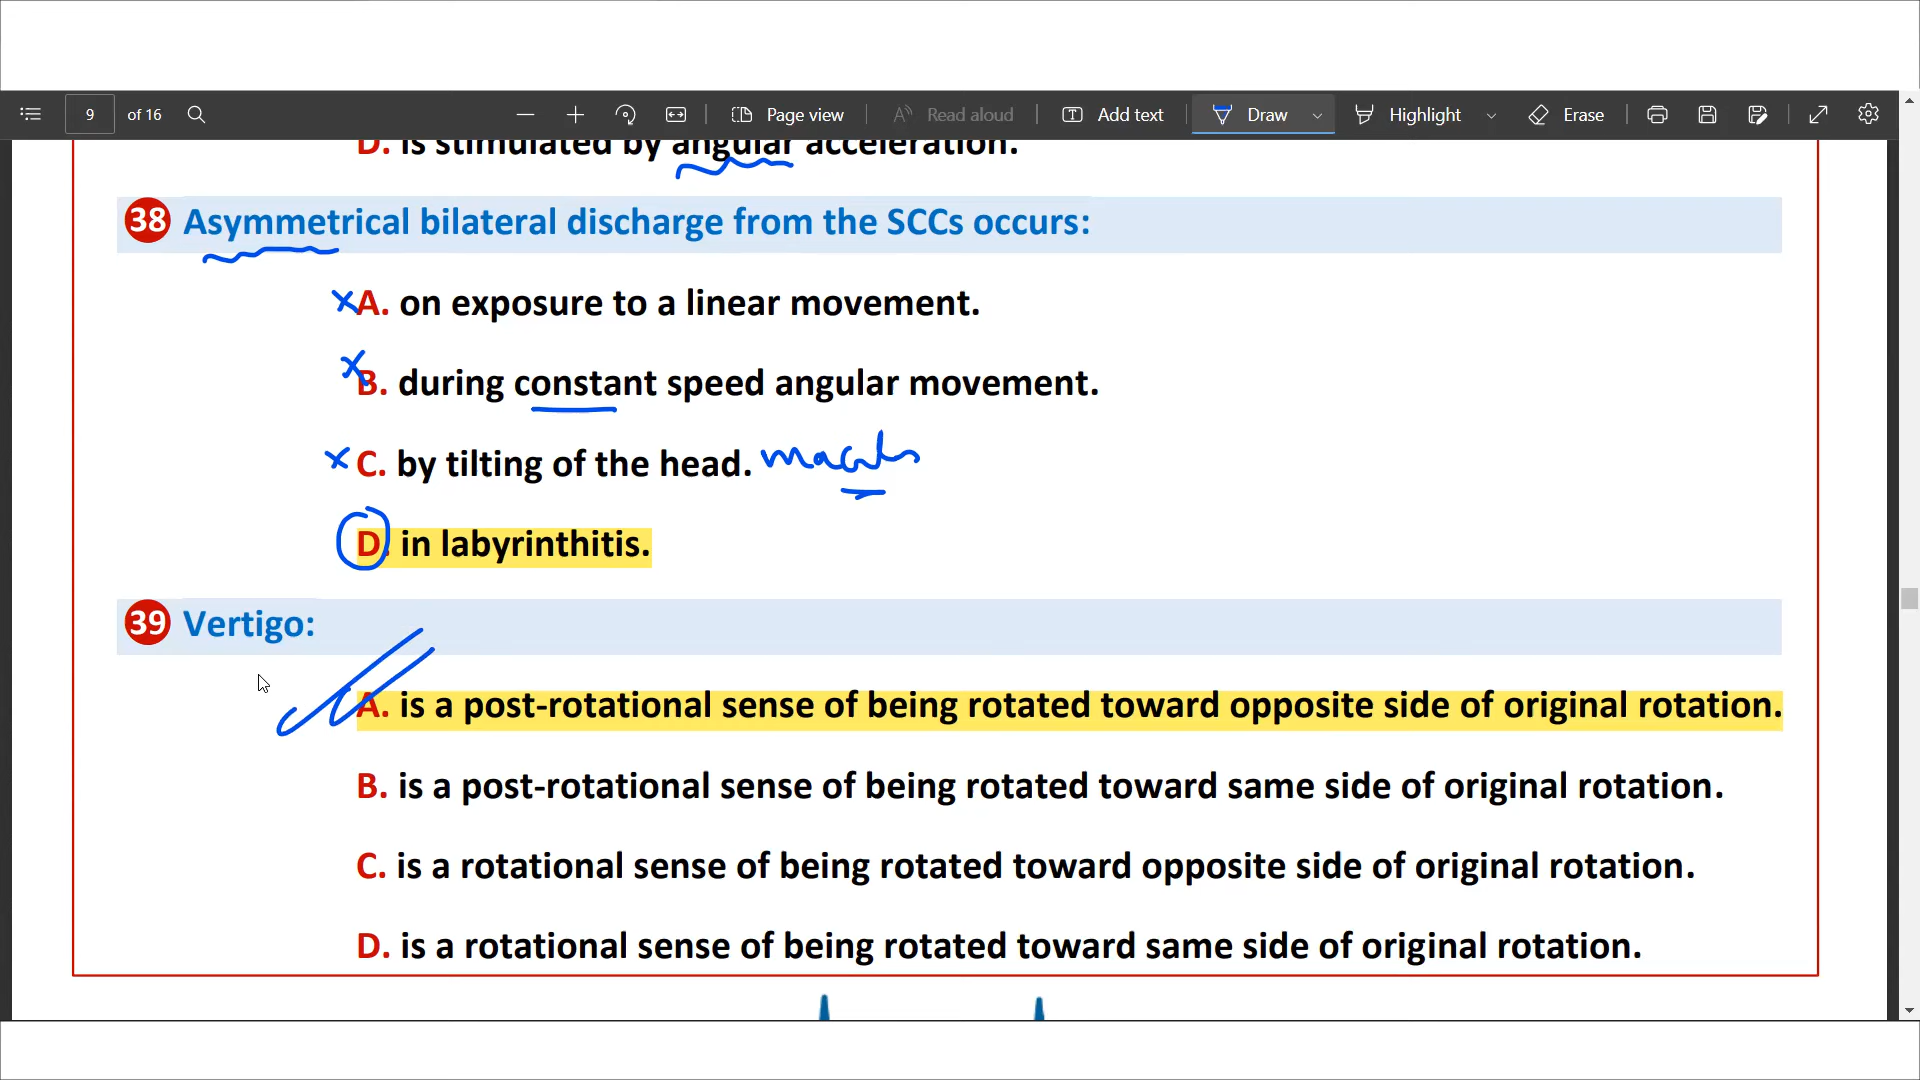 9 of 16 Page view Read aloud Add text Draw Highlight Erase
D. is stimulated by angular acceleration.
38 Asymmetrical bilateral discharge from the SCCs occurs:
x A. on exposure to a linear movement.
x B. during constant speed angular movement.
x C. by tilting of the head.
D. in labyrinthitis.
39 Vertigo:
A. is a post-rotational sense of being rotated toward opposite side of original rotation.
B. is a post-rotational sense of being rotated toward same side of original rotation.
C. is a rotational sense of being rotated toward opposite side of original rotation.
D. is a rotational sense of being rotated toward same side of original rotation.